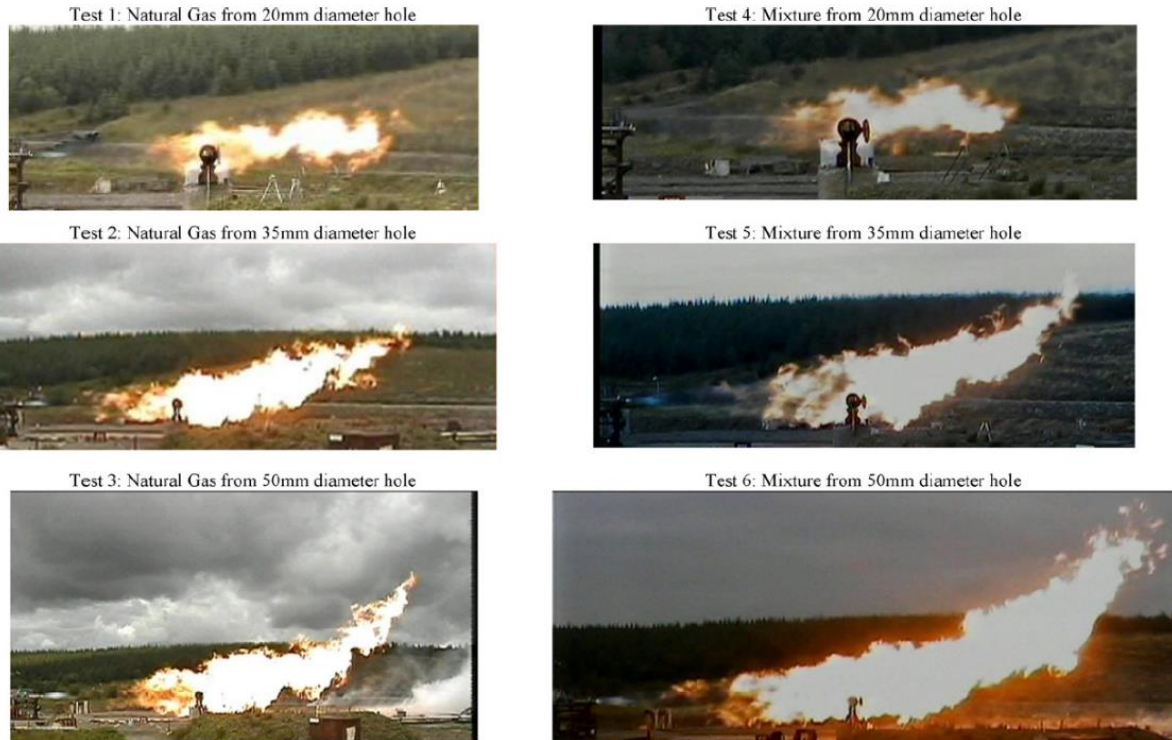 Test 1: Natural Gas from 20mm diameter hole
Test 4: Mixture from 20mm diameter hole
Test 2: Natural Gas from 35mm diameter hole
Test 5: Mixture from 35mm diameter hole
Test 3: Natural Gas from 50mm diameter hole
Test 6: Mixture from 50mm diameter hole